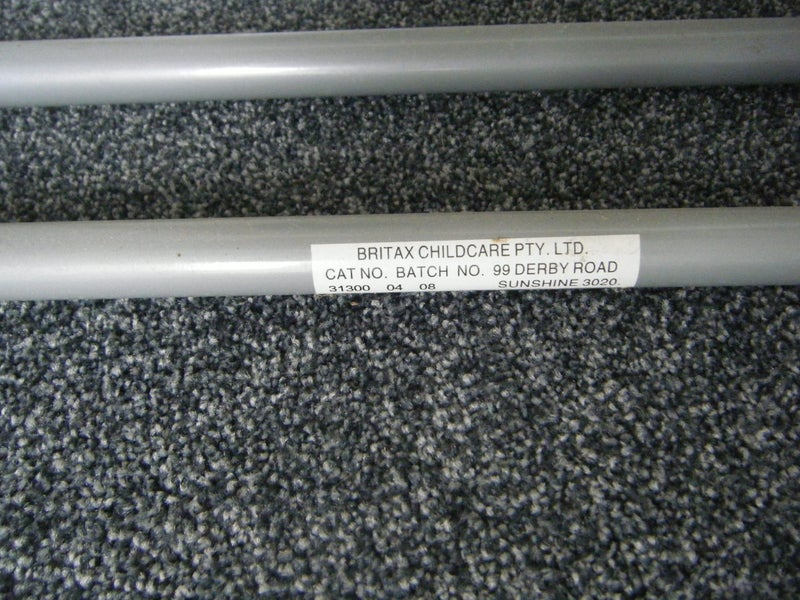 BRITAX CHILDCARE PTY. LTD.
CAT NO. BATCH NO. 99 DERBY ROAD
31300 04 08 SUNSHINE 3020.